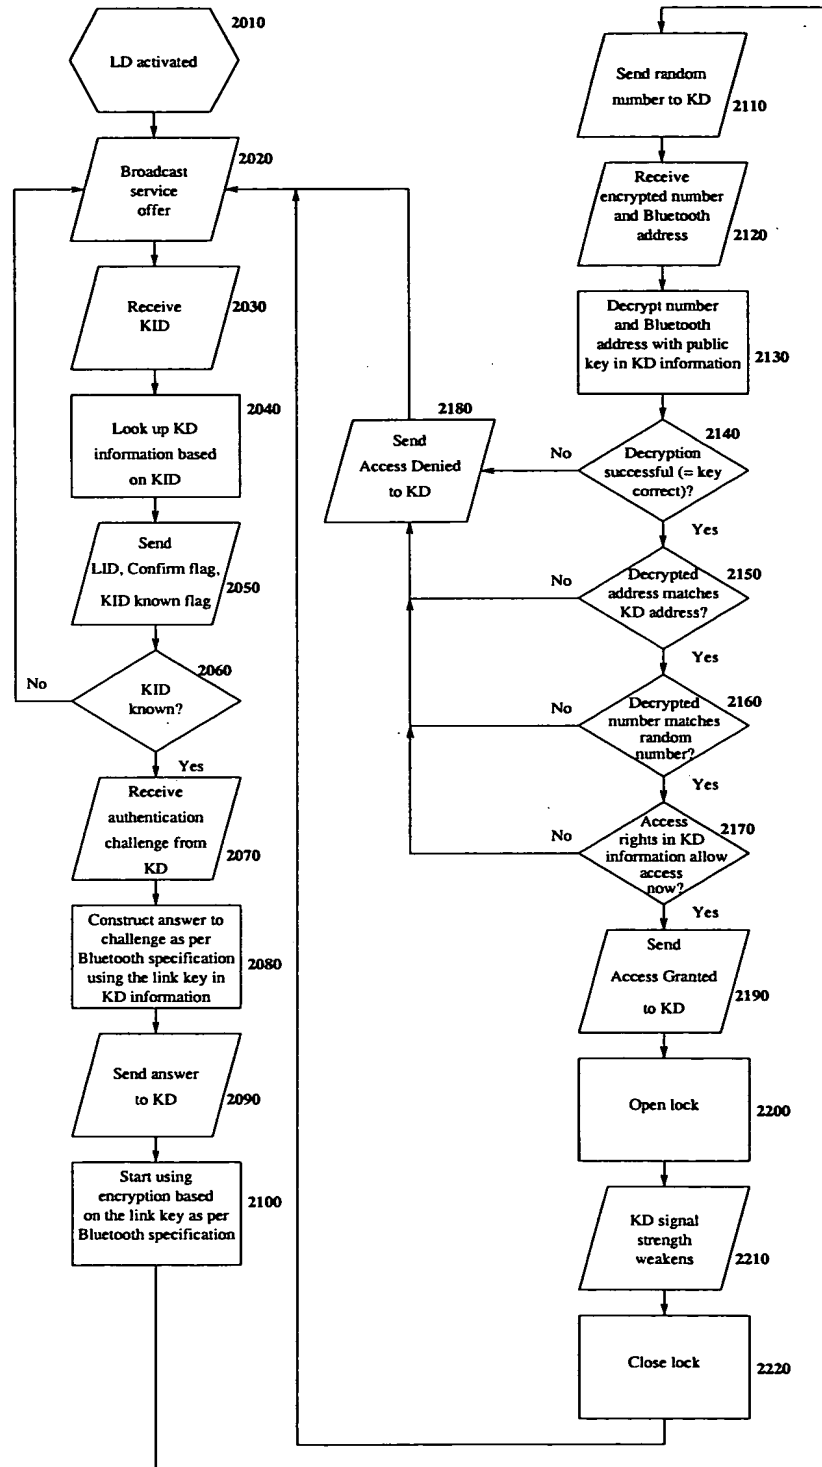 2010
LD activated
2020
Broadcast
service
offer
2030
Receive
KID
2040
Look up KD
information based
on KID
Send
LID, Confirm flag,
KID known flag
2050
2060
No
KID
known?
Yes
Receive
authentication
challenge from
KD
2070
Construct answer to
challenge as per
Bluetooth specification
using the link key in
KD information
2080
Send answer
to KD
2090
Start using
encryption based
on the link key as per
Bluetooth specification
2100
Send random
number to KD
2110
Receive
encrypted number
and Bluetooth
address
2120
Decrypt number
and Bluetooth
address with public
key in KD information
2130
2180
Send
Access Denied
to KD
2140
No
Decryption
successful (= key
correct)?
Yes
2150
No
Decrypted
address matches
KD address?
Yes
2160
No
Decrypted
number matches
random
number?
Yes
2170
No
Access
rights in KD
information allow
access
now?
Yes
Send
Access Granted
to KD
2190
Open lock
2200
KD signal
strength
weakens
2210
Close lock
2220